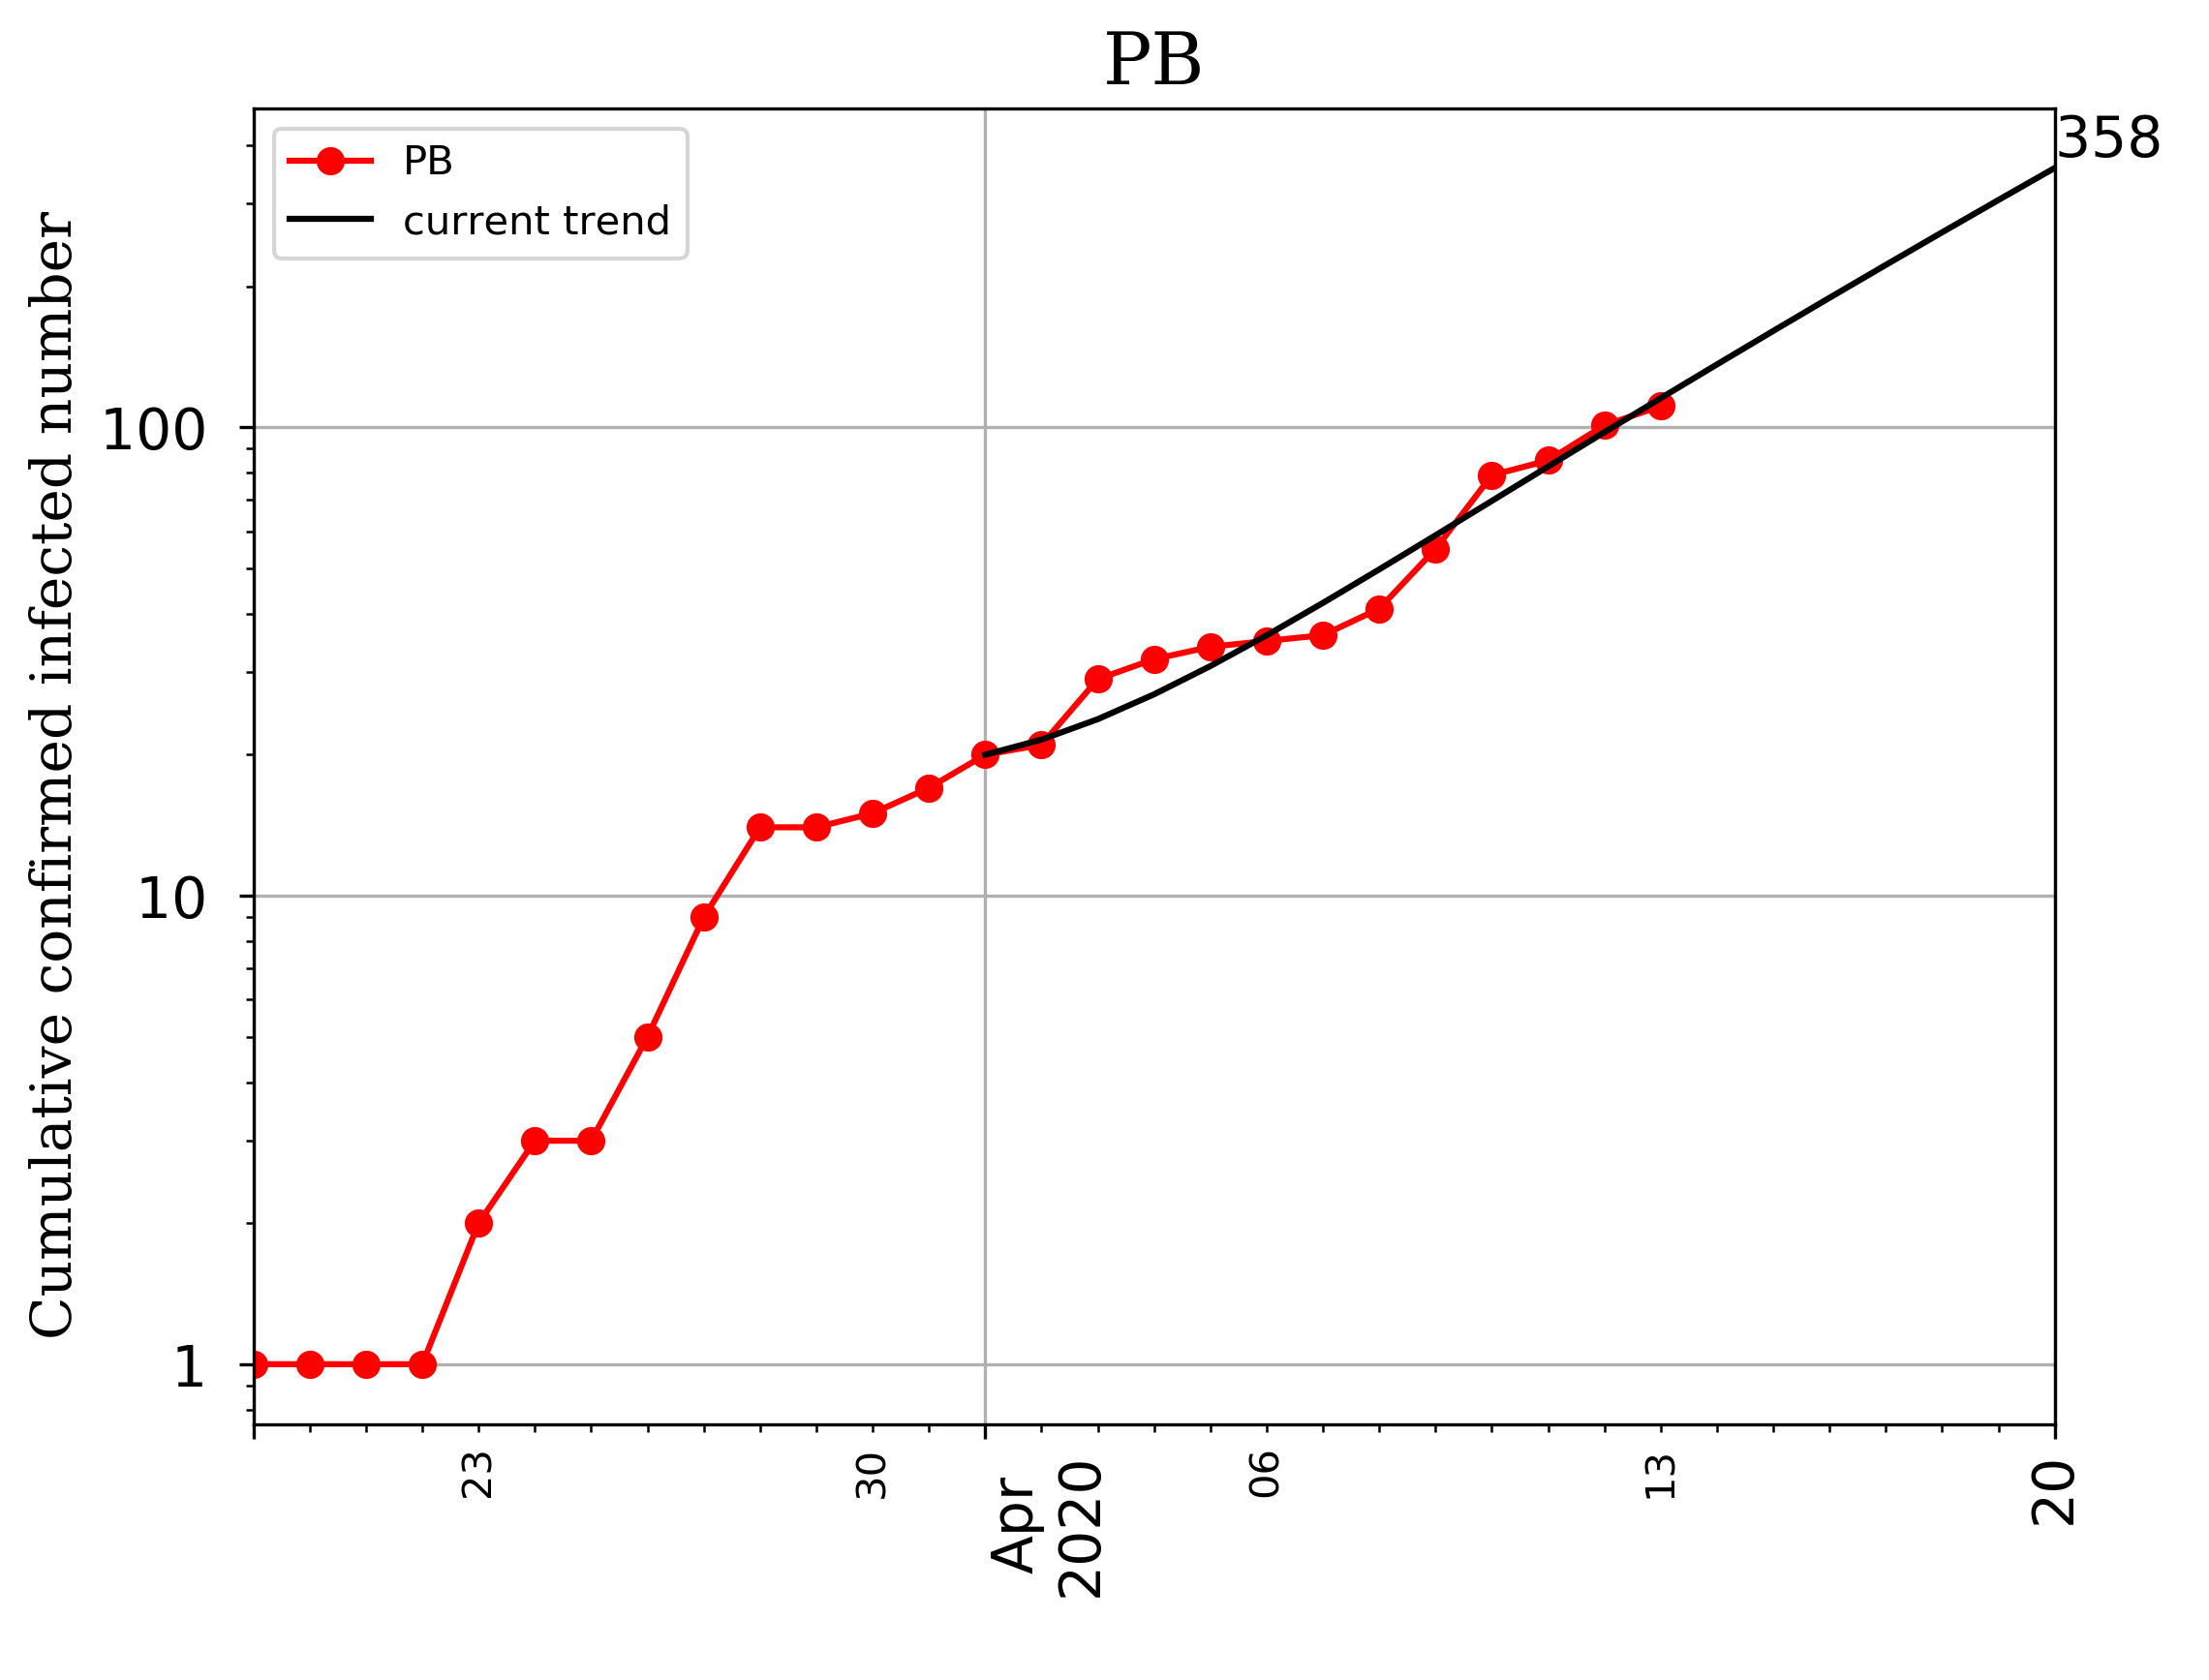 PB
358
PB
current trend
Cumulative confirmed infected number
100
10
1
23
30
Apr
2020
06
13
20